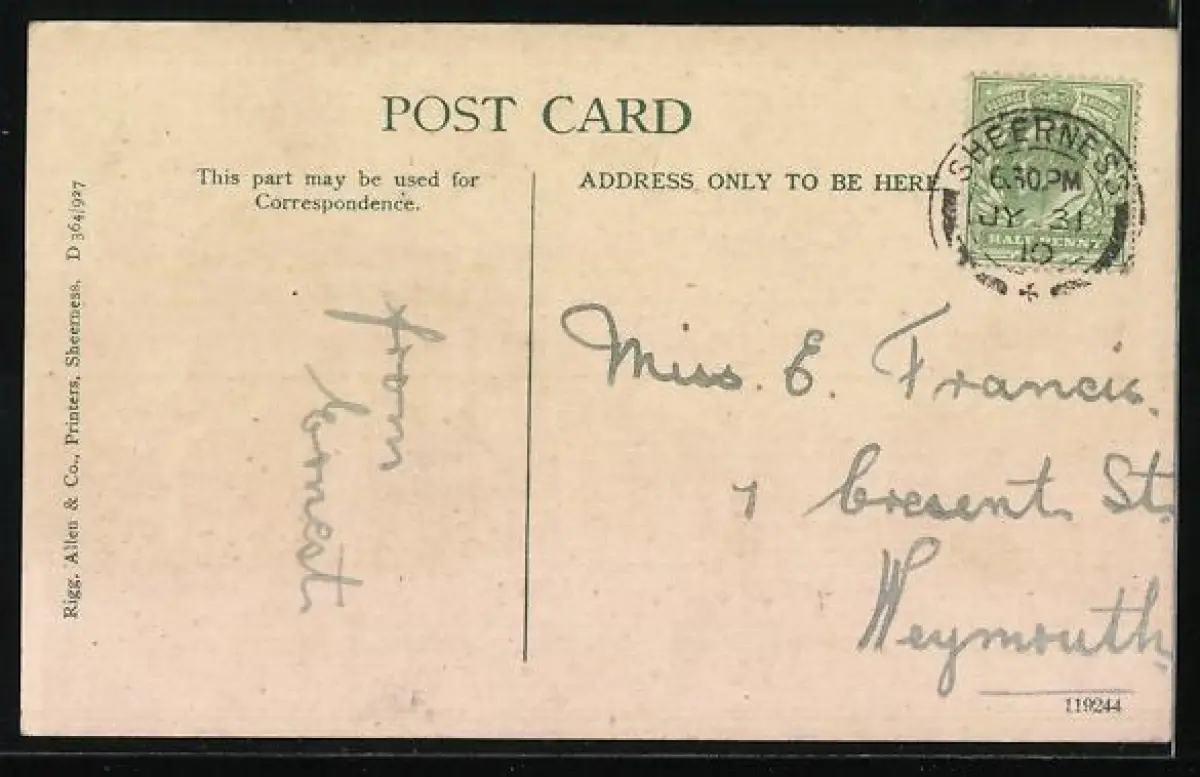 POST CARD
This part may be used for
Correspondence.
ADDRESS ONLY TO BE HERE
SHEERNESS
6.30.PM
JY 31
10
HALFPENNY
Rigg, Allen & Co., Printers, Sheerness. D 364/927
from
Ernest
Miss. E. Francis.
7 Cresent St.
Weymouth
119244